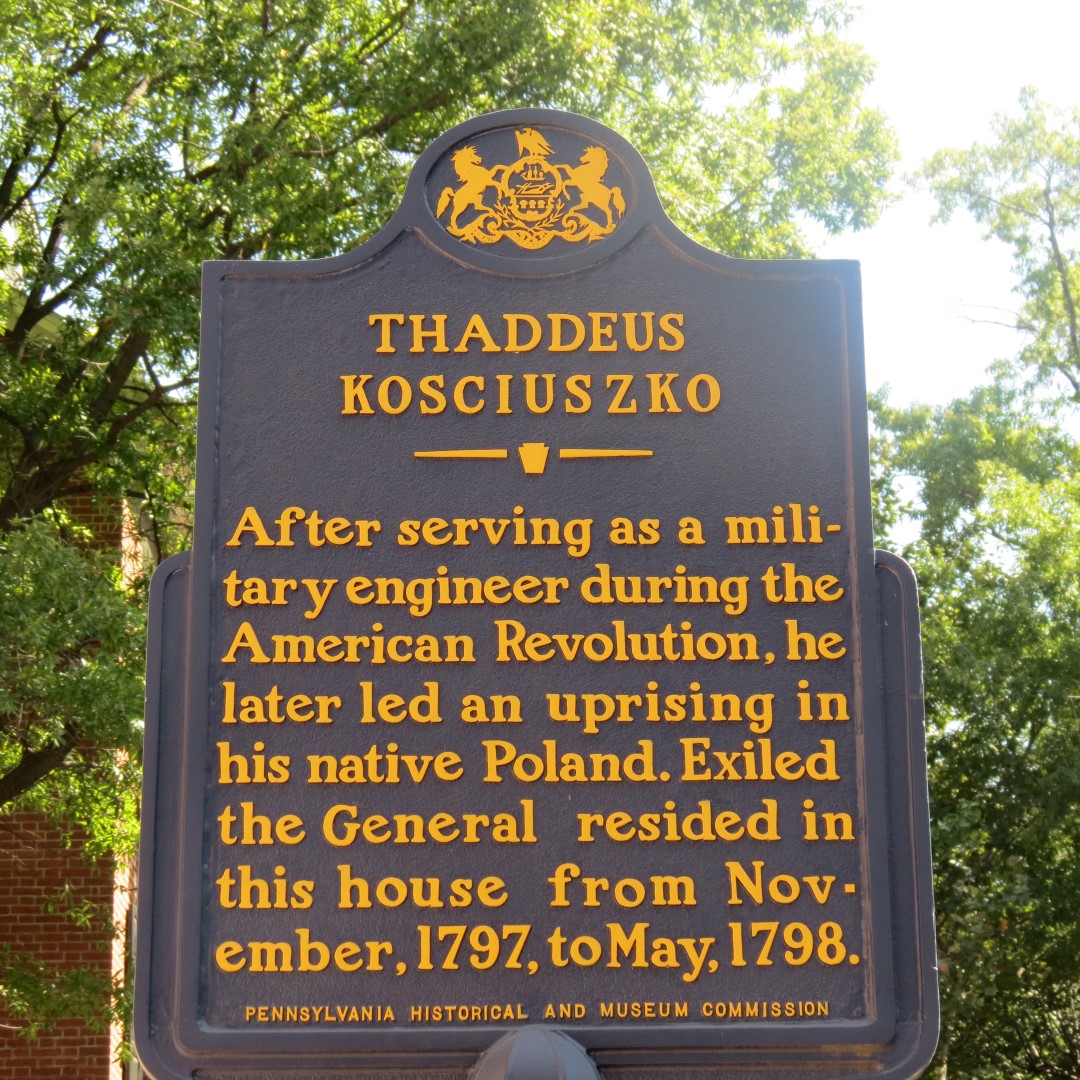 THADDEUS
KOSCIUSZKO
After serving as a mili-
tary engineer during the
American Revolution, he
later led an uprising in
his native Poland. Exiled
the General resided in
this house from Nov-
ember, 1797, to May, 1798.
PENNSYLVANIA HISTORICAL AND MUSEUM COMMISSION